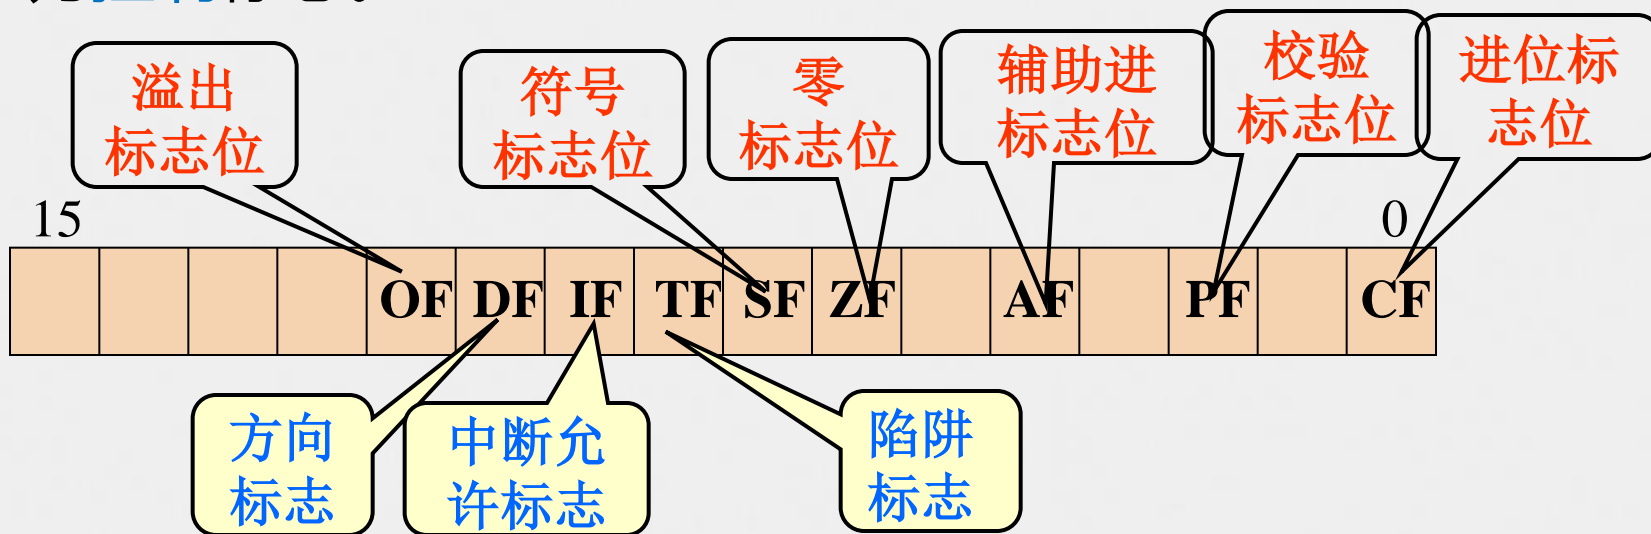 溢出
标志位
符号
标志位
零
标志位
辅助进
标志位
校验
标志位
进位标
志位
15
0
OF DF IF TF SF ZF AF PF CF
方向
标志
中断允
许标志
陷阱
标志